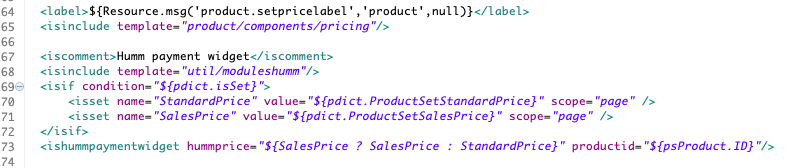 64 <label>${Resource.msg('product.setpricelabel','product',null)}</label>
65 <isinclude template="product/components/pricing"/>
66
67 <iscomment>Humm payment widget</iscomment>
68 <isinclude template="util/moduleshumm"/>
69 <isif condition="${pdict.isSet}">
70 <isset name="StandardPrice" value="${pdict.ProductSetStandardPrice}" scope="page" />
71 <isset name="SalesPrice" value="${pdict.ProductSetSalesPrice}" scope="page" />
72 </isif>
73 <ishummpaymentwidget hummprice="${SalesPrice ? SalesPrice : StandardPrice}" productid="${psProduct.ID}"/>
74